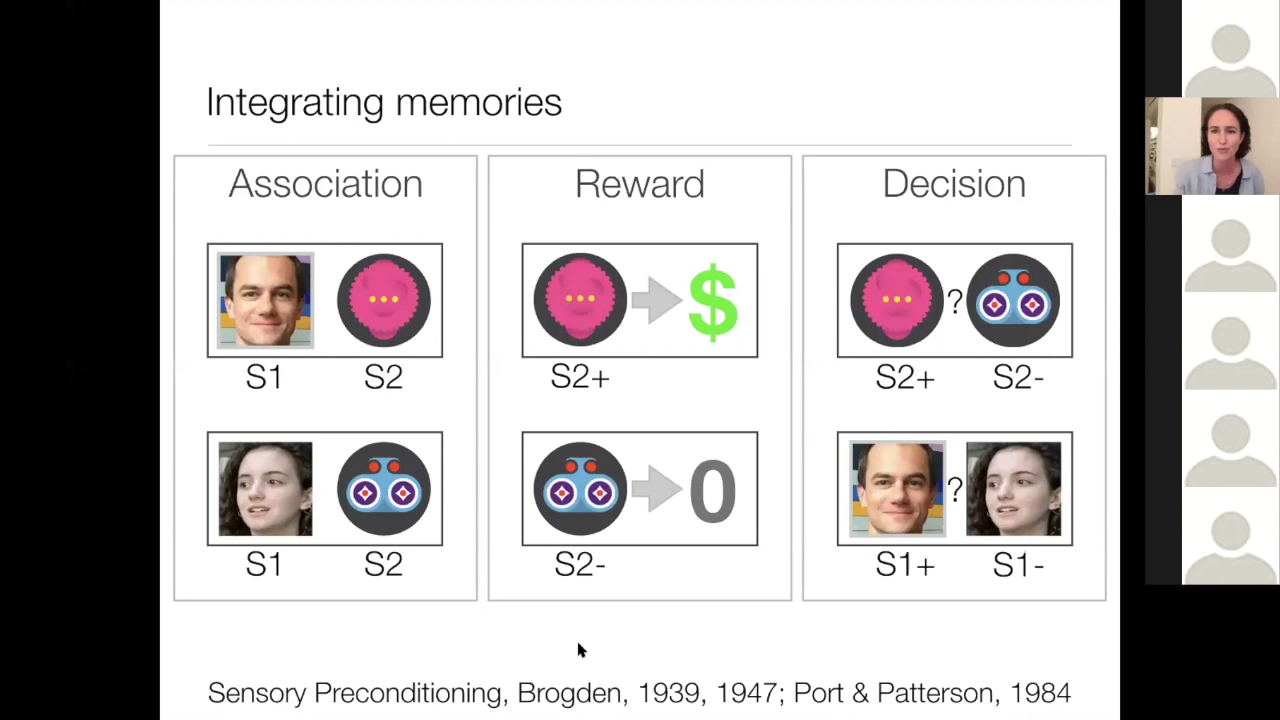 Integrating memories
Association
Reward
Decision
$
?
S1 S2
S2+
S2+ S2-
0
?
S1 S2
S2-
S1+ S1-
Sensory Preconditioning, Brogden, 1939, 1947; Port & Patterson, 1984